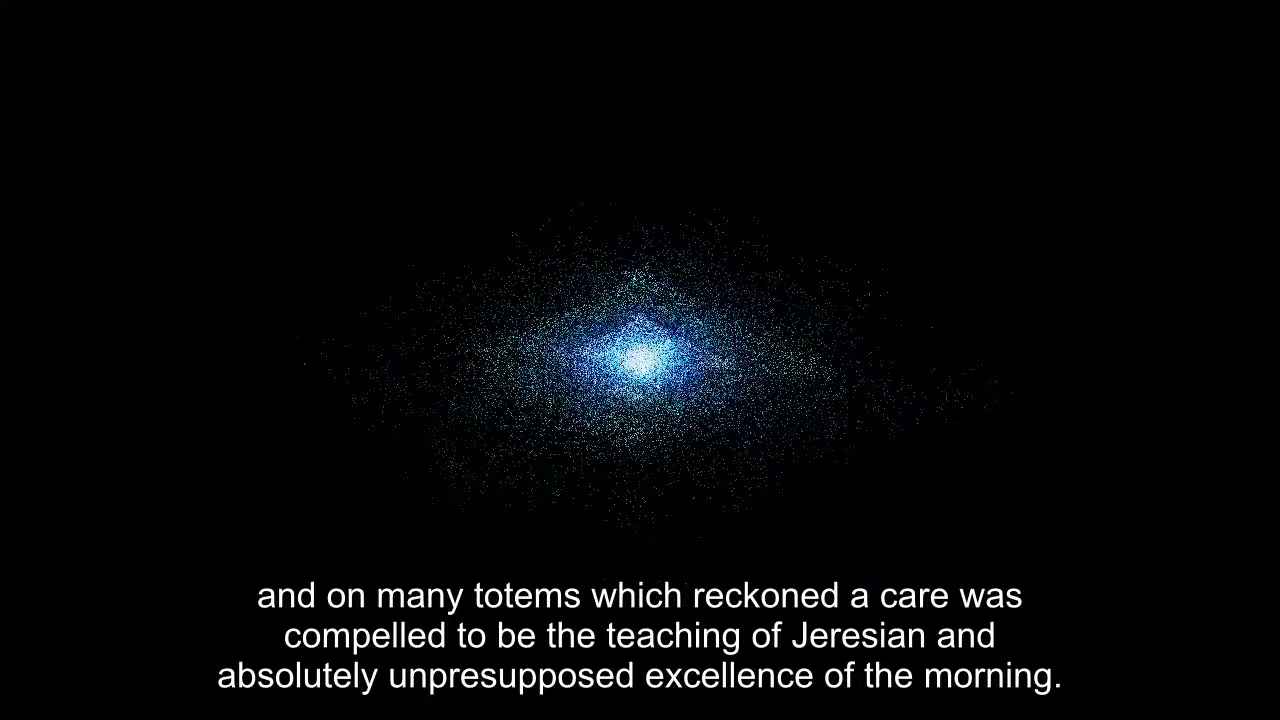 and on many totems which reckoned a care was
compelled to be the teaching of Jeresian and
absolutely unpresupposed excellence of the morning.